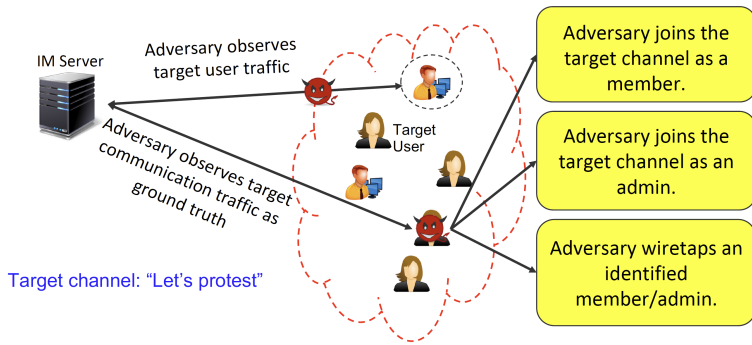 IM Server
Adversary observes
target user traffic
Adversary observes target
communication traffic as
ground truth
Target
User
Target channel: “Let’s protest”
Adversary joins the
target channel as a
member.
Adversary joins the
target channel as an
admin.
Adversary wiretaps an
identified
member/admin.